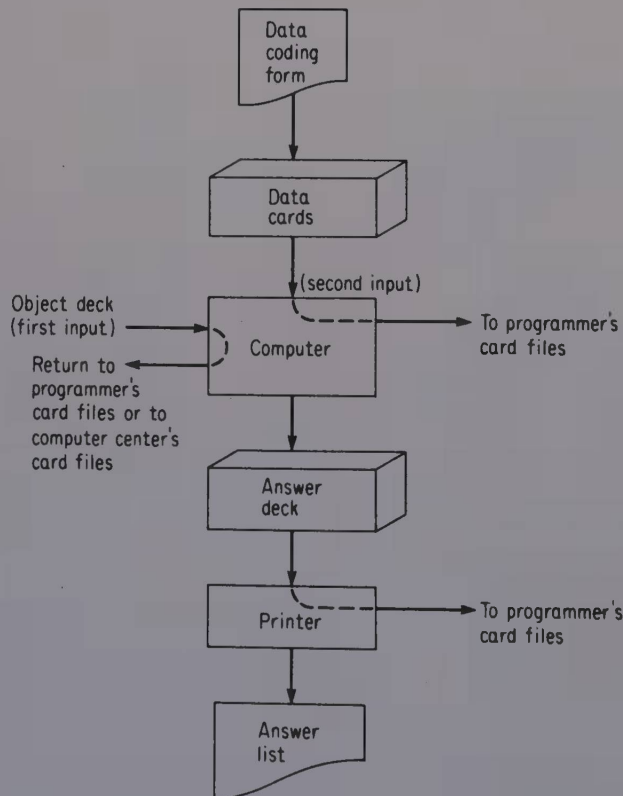 Data
coding
form
Data
cards
(second input)
Object deck
(first input)
Computer
To programmer's
card files
Return to
programmer's
card files or to
computer center's
card files
Answer
deck
Printer
To programmer's
card files
Answer
list